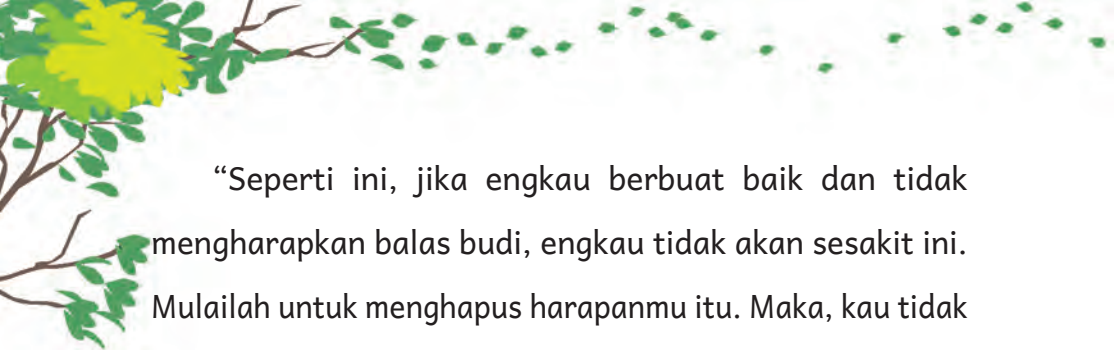 “Seperti ini, jika engkau berbuat baik dan tidak
mengharapkan balas budi, engkau tidak akan sesakit ini.
Mulailah untuk menghapus harapanmu itu. Maka, kau tidak